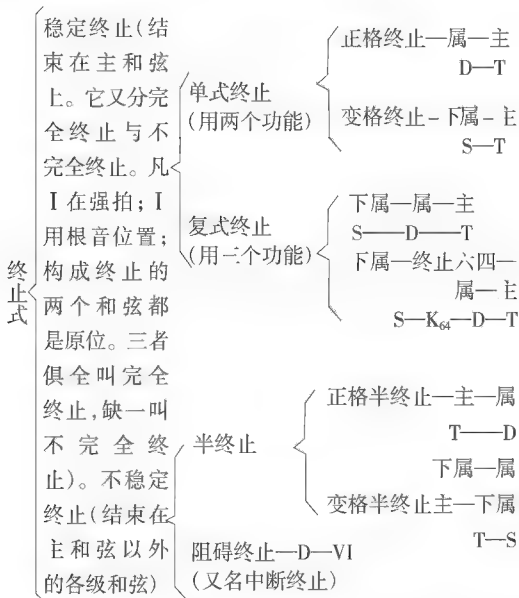 终止式
稳定终止(结
束在主和弦
上。它又分完
全终止与不
完全终止。凡
Ⅰ在强拍；Ⅰ
用根音位置；
构成终止的
两个和弦都
是原位。三者
俱全叫完全
终止，缺一叫
不完全终
止)。不稳定
终止(结束在
主和弦以外
的各级和弦)
单式终止
(用两个功能)
正格终止—属—主
D—T
变格终止－下属－主
S—T
复式终止
(用三个功能)
下属—属—主
S——D——T
下属—终止六四—
属—主
S—K₆₄—D—T
半终止
正格半终止—主—属
T——D
下属—属
变格半终止主—下属
T—S
阻碍终止—D—VI
(又名中断终止)